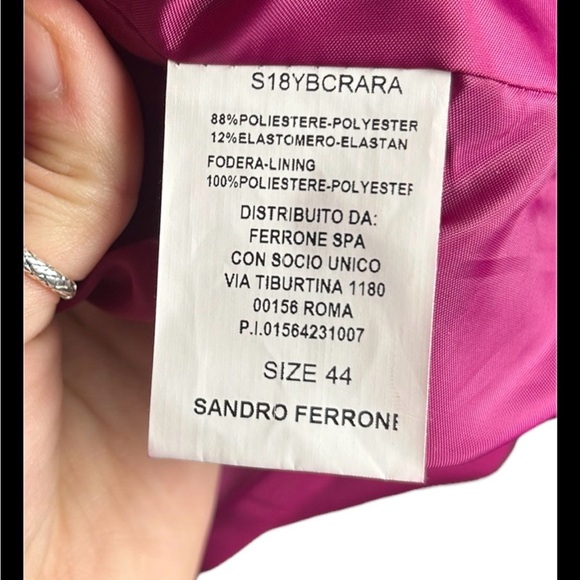 S18YBCRARA
88%POLIESTERE-POLYESTER
12%ELASTOMERO-ELASTAN
FODERA-LINING
100%POLIESTERE-POLYESTER
DISTRIBUITO DA:
FERRONE SPA
CON SOCIO UNICO
VIA TIBURTINA 1180
00156 ROMA
P.I.01564231007
SIZE 44
SANDRO FERRONE